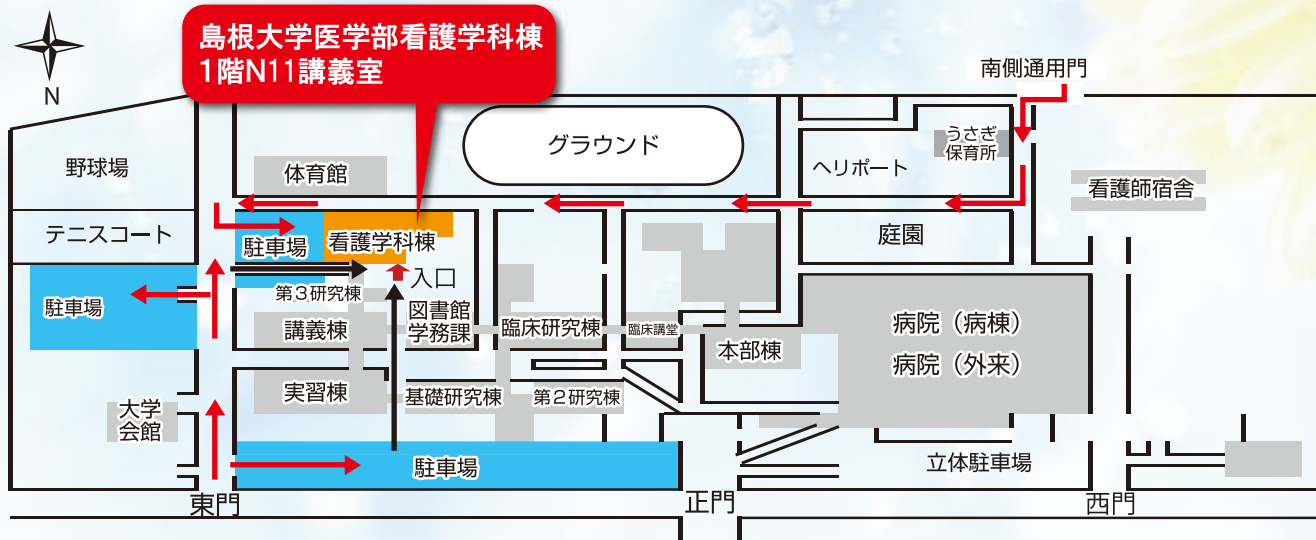 島根大学医学部看護学科棟
1階N11講義室
N
南側通用門
野球場
体育館
グラウンド
ヘリポート
うさぎ
保育所
看護師宿舎
テニスコート
駐車場
看護学科棟
庭園
入口
駐車場
第3研究棟
講義棟
図書館
学務課
臨床研究棟
臨床講堂
本部棟
病院（病棟）
病院（外来）
実習棟
基礎研究棟
第2研究棟
大学
会館
駐車場
立体駐車場
東門
正門
西門